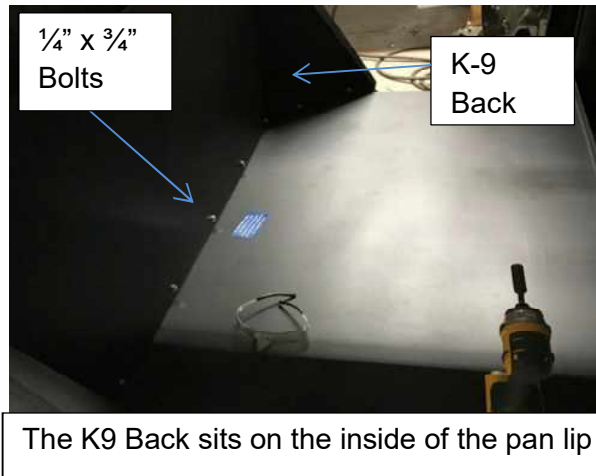 ¼” x ¾”
Bolts
K-9
Back
The K9 Back sits on the inside of the pan lip